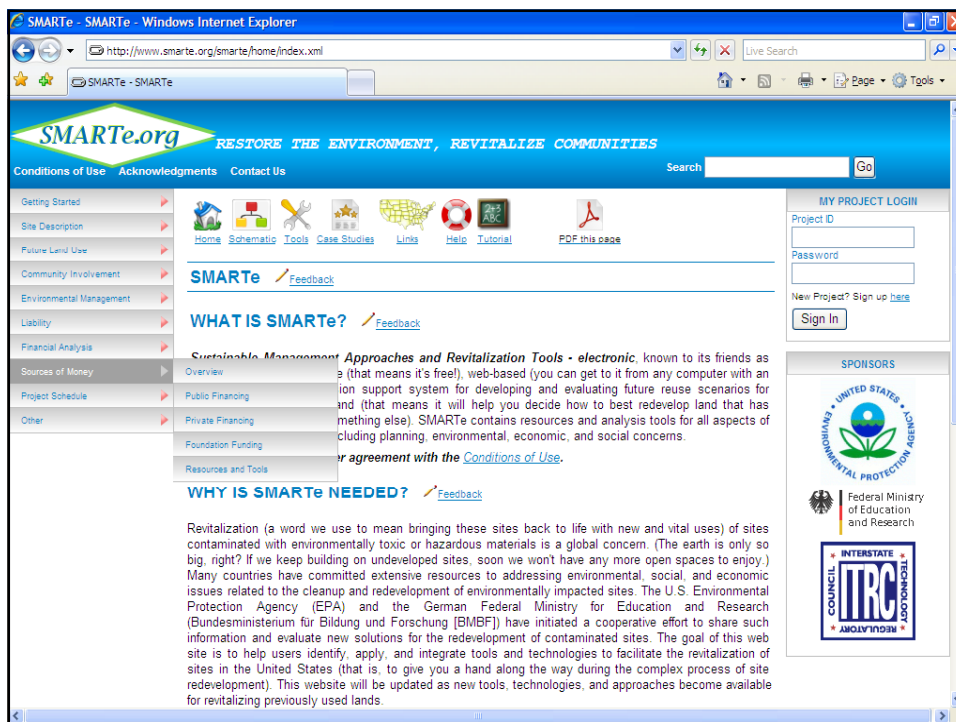 SMARTe - SMARTe - Windows Internet Explorer
http://www.smarte.org/smarte/home/index.xml
Live Search
SMARTe - SMARTe
Page
Tools
SMARTe.org
RESTORE THE ENVIRONMENT, REVITALIZE COMMUNITIES
Conditions of Use Acknowledgments Contact Us
Search
Go
Getting Started
Site Description
Future Land Use
Community Involvement
Environmental Management
Liability
Financial Analysis
Sources of Money
Project Schedule
Other
Overview
Public Financing
Private Financing
Foundation Funding
Resources and Tools
2+3
ABC
Home Schematic Tools Case Studies Links Help Tutorial PDF this page
SMARTe Feedback
WHAT IS SMARTe? Feedback
Sustainable Management Approaches and Revitalization Tools - electronic, known to its friends as
e (that means it's free!), web-based (you can get to it from any computer with an
ion support system for developing and evaluating future reuse scenarios for
and (that means it will help you decide how to best redevelop land that has
mething else). SMARTe contains resources and analysis tools for all aspects of
cluding planning, environmental, economic, and social concerns.
er agreement with the Conditions of Use.
WHY IS SMARTe NEEDED? Feedback
Revitalization (a word we use to mean bringing these sites back to life with new and vital uses) of sites
contaminated with environmentally toxic or hazardous materials is a global concern. (The earth is only so
big, right? If we keep building on undeveloped sites, soon we won't have any more open spaces to enjoy.)
Many countries have committed extensive resources to addressing environmental, social, and economic
issues related to the cleanup and redevelopment of environmentally impacted sites. The U.S. Environmental
Protection Agency (EPA) and the German Federal Ministry for Education and Research
(Bundesministerium für Bildung und Forschung [BMBF]) have initiated a cooperative effort to share such
information and evaluate new solutions for the redevelopment of contaminated sites. The goal of this web
site is to help users identify, apply, and integrate tools and technologies to facilitate the revitalization of
sites in the United States (that is, to give you a hand along the way during the complex process of site
redevelopment). This website will be updated as new tools, technologies, and approaches become available
for revitalizing previously used lands.
MY PROJECT LOGIN
Project ID
Password
New Project? Sign up here
Sign In
SPONSORS
UNITED STATES
ENVIRONMENTAL PROTECTION AGENCY
Federal Ministry
of Education
and Research
INTERSTATE
COUNCIL
ITRC
TECHNOLOGY
REGULATORY